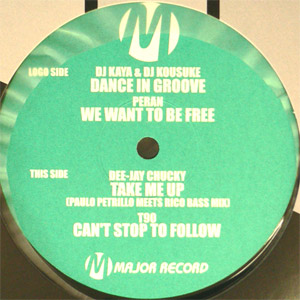 M
LOGO SIDE
DJ KAYA & DJ KOUSUKE
DANCE IN GROOVE
PERAN
WE WANT TO BE FREE
THIS SIDE
DEE-JAY CHUCKY
TAKE ME UP
(PAULO PETRILLO MEETS RICO BASS MIX)
T90
CAN'T STOP TO FOLLOW
M MAJOR RECORD